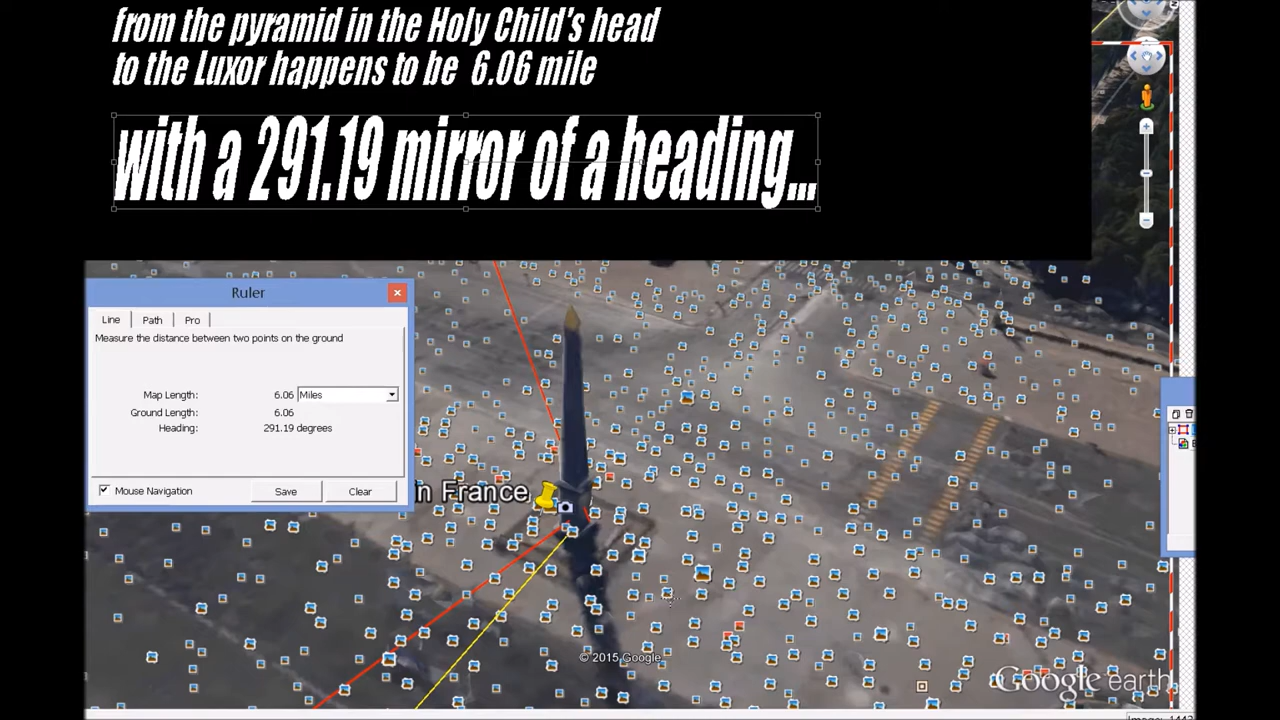 from the pyramid in the Holy Child's head
to the Luxor happens to be 6.06 mile
with a 291.19 mirror of a heading...
Ruler
Line Path Pro
Measure the distance between two points on the ground
Map Length: 6.06 Miles
Ground Length: 6.06
Heading: 291.19 degrees
Mouse Navigation Save Clear
in France
© 2015 Google
Google earth